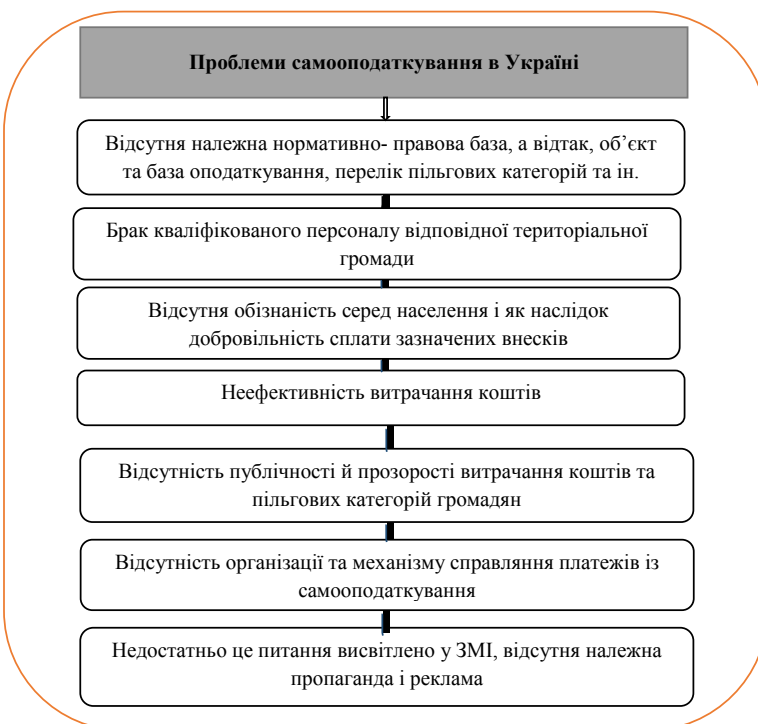 Проблеми самооподаткування в Україні
Відсутня належна нормативно- правова база, а відтак, об’єкт
та база оподаткування, перелік пільгових категорій та ін.
Брак кваліфікованого персоналу відповідної територіальної
громади
Відсутня обізнаність серед населення і як наслідок
добровільність сплати зазначених внесків
Неефективність витрачання коштів
Відсутність публічності й прозорості витрачання коштів та
пільгових категорій громадян
Відсутність організації та механізму справляння платежів із
самооподаткування
Недостатньо це питання висвітлено у ЗМІ, відсутня належна
пропаганда і реклама